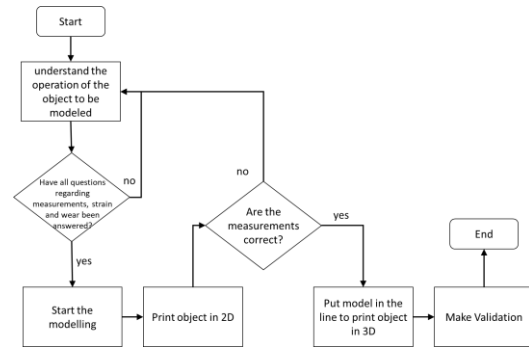 Start
understand the
operation of the
object to be
modeled
Have all questions
regarding
measurements, strain
and wear been
answered?
no
yes
Start the
modelling
Print object in 2D
no
Are the
measurements
correct?
yes
Put model in the
line to print object
in 3D
Make Validation
End